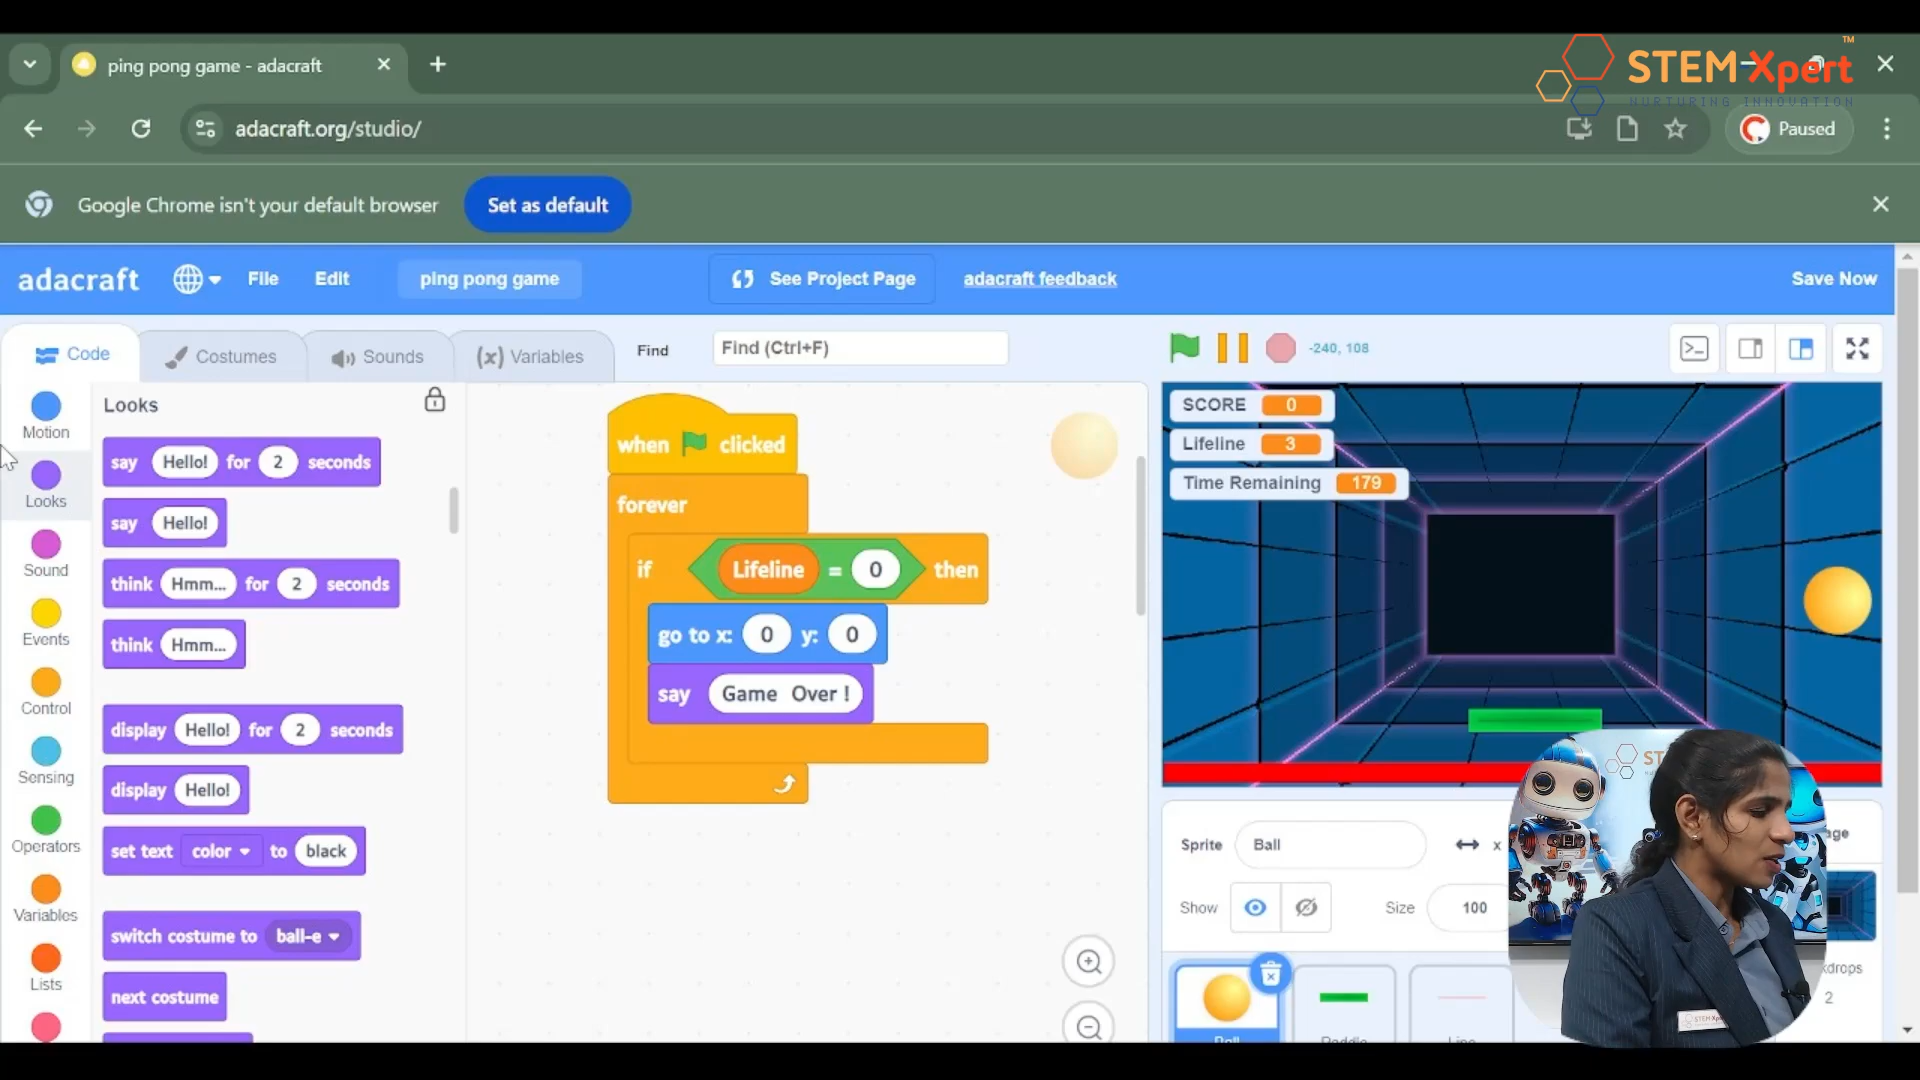 ping pong game - adacraft
STEM Xpert
TM
NURTURING INNOVATION
adacraft.org/studio/
Paused
Google Chrome isn't your default browser
Set as default
adacraft
File
Edit
ping pong game
See Project Page
adacraft feedback
Save Now
Code
Costumes
Sounds
(x) Variables
Find
Find (Ctrl+F)
-240, 108
Motion
Looks
Sound
Events
Control
Sensing
Operators
Variables
Lists
Looks
say Hello! for 2 seconds
say Hello!
think Hmm... for 2 seconds
think Hmm...
display Hello! for 2 seconds
display Hello!
set text color to black
switch costume to ball-e
next costume
when clicked
forever
if Lifeline = 0 then
go to x: 0 y: 0
say Game Over !
SCORE 0
Lifeline 3
Time Remaining 179
Sprite Ball
x
Show
Size 100
2